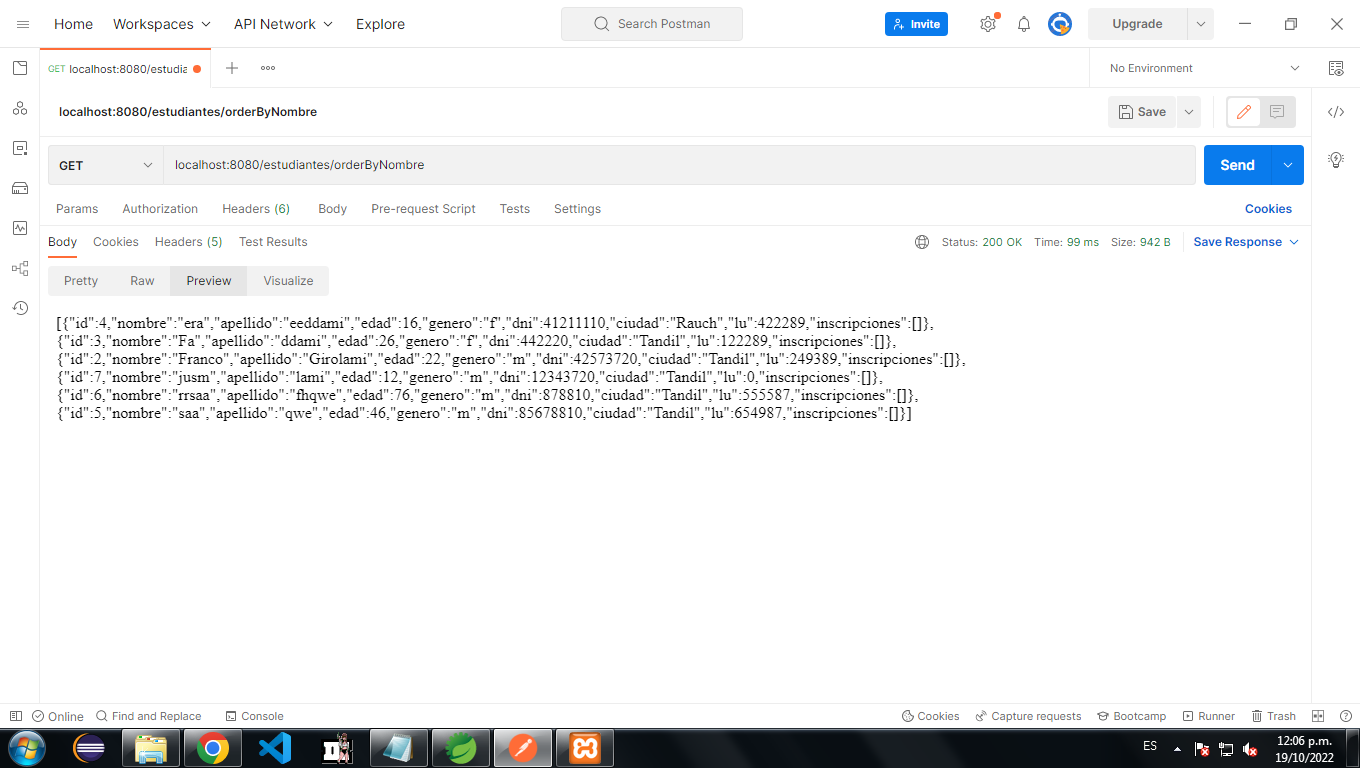 Home Workspaces API Network Explore Search Postman Invite Upgrade
GET localhost:8080/estudia No Environment
localhost:8080/estudiantes/orderByNombre Save
GET localhost:8080/estudiantes/orderByNombre Send
Params Authorization Headers (6) Body Pre-request Script Tests Settings Cookies
Body Cookies Headers (5) Test Results Status: 200 OK Time: 99 ms Size: 942 B Save Response
Pretty Raw Preview Visualize
[{"id":4,"nombre":"era","apellido":"eeddami","edad":16,"genero":"f","dni":41211110,"ciudad":"Rauch","lu":422289,"inscripciones":[]},
{"id":3,"nombre":"Fa","apellido":"ddami","edad":26,"genero":"f","dni":442220,"ciudad":"Tandil","lu":122289,"inscripciones":[]},
{"id":2,"nombre":"Franco","apellido":"Girolami","edad":22,"genero":"m","dni":42573720,"ciudad":"Tandil","lu":249389,"inscripciones":[]},
{"id":7,"nombre":"jusm","apellido":"lami","edad":12,"genero":"m","dni":12343720,"ciudad":"Tandil","lu":0,"inscripciones":[]},
{"id":6,"nombre":"rrsaa","apellido":"fhqwe","edad":76,"genero":"m","dni":878810,"ciudad":"Tandil","lu":555587,"inscripciones":[]},
{"id":5,"nombre":"saa","apellido":"qwe","edad":46,"genero":"m","dni":85678810,"ciudad":"Tandil","lu":654987,"inscripciones":[]}]
Online Find and Replace Console Cookies Capture requests Bootcamp Runner Trash
ES 12:06 p.m.
19/10/2022